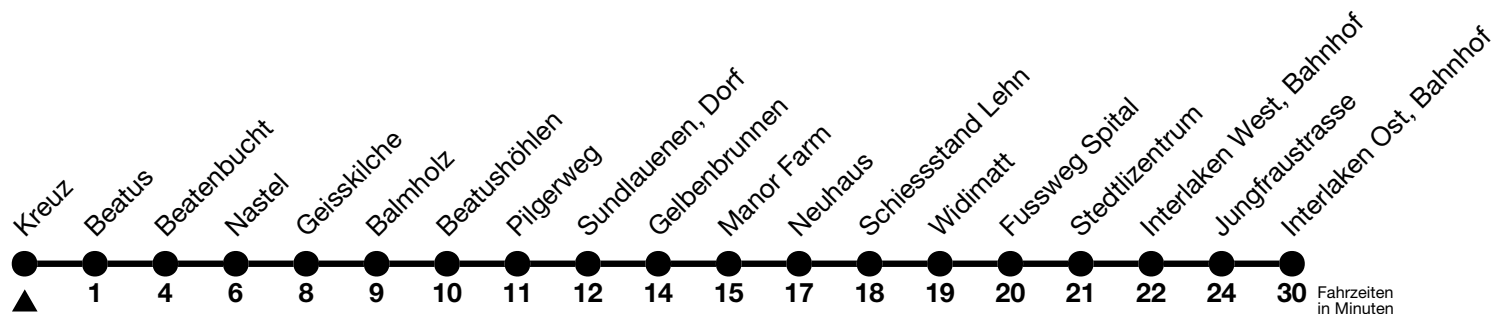 Kreuz
Beatus
Beatenbucht
Nastel
Geisskilche
Balmholz
Beatushöhlen
Pilgerweg
Sundlauenen, Dorf
Gelbenbrunnen
Manor Farm
Neuhaus
Schiessstand Lehn
Widimatt
Fussweg Spital
Stedtlizentrum
Interlaken West, Bahnhof
Jungfraustrasse
Interlaken Ost, Bahnhof
1 4 6 8 9 10 11 12 14 15 17 18 19 20 21 22 24 30
Fahrzeiten
in Minuten